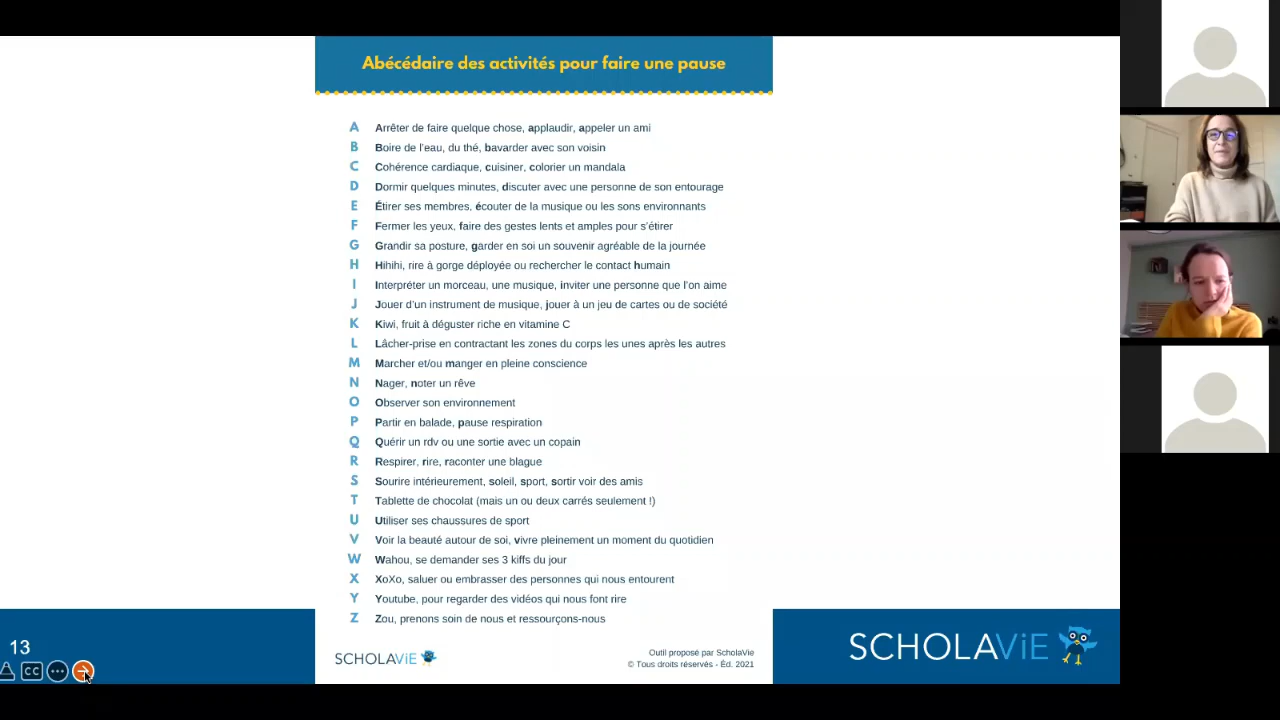 Abécédaire des activités pour faire une pause
A Arrêter de faire quelque chose, applaudir, appeler un ami
B Boire de l'eau, du thé, bavarder avec son voisin
C Cohérence cardiaque, cuisiner, colorier un mandala
D Dormir quelques minutes, discuter avec une personne de son entourage
E Étirer ses membres, écouter de la musique ou les sons environnants
F Fermer les yeux, faire des gestes lents et amples pour s'étirer
G Grandir sa posture, garder en soi un souvenir agréable de la journée
H Hihihi, rire à gorge déployée ou rechercher le contact humain
I Interpréter un morceau, une musique, inviter une personne que l'on aime
J Jouer d'un instrument de musique, jouer à un jeu de cartes ou de société
K Kiwi, fruit à déguster riche en vitamine C
L Lâcher-prise en contractant les zones du corps les unes après les autres
M Marcher et/ou manger en pleine conscience
N Nager, noter un rêve
O Observer son environnement
P Partir en balade, pause respiration
Q Quérir un rdv ou une sortie avec un copain
R Respirer, rire, raconter une blague
S Sourire intérieurement, soleil, sport, sortir voir des amis
T Tablette de chocolat (mais un ou deux carrés seulement !)
U Utiliser ses chaussures de sport
V Voir la beauté autour de soi, vivre pleinement un moment du quotidien
W Wahou, se demander ses 3 kiffs du jour
X XoXo, saluer ou embrasser des personnes qui nous entourent
Y Youtube, pour regarder des vidéos qui nous font rire
Z Zou, prenons soin de nous et ressourçons-nous
SCHOLAViE
Outil proposé par ScholaVie
© Tous droits réservés - Éd. 2021
13
CC
SCHOLAViE